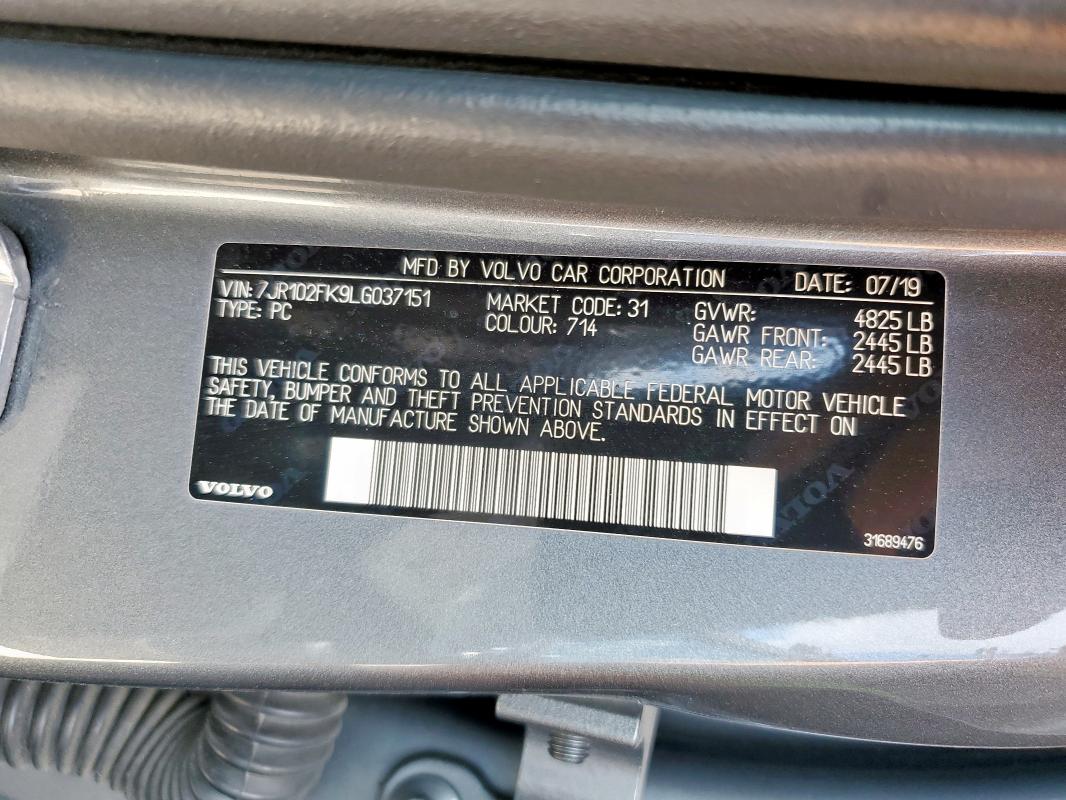 MFD BY VOLVO CAR CORPORATION DATE: 07/19
VIN: 7JR102FK9LG037151 MARKET CODE: 31 GVWR: 4825 LB
TYPE: PC COLOUR: 714 GAWR FRONT: 2445 LB
GAWR REAR: 2445 LB
THIS VEHICLE CONFORMS TO ALL APPLICABLE FEDERAL MOTOR VEHICLE
SAFETY, BUMPER AND THEFT PREVENTION STANDARDS IN EFFECT ON
THE DATE OF MANUFACTURE SHOWN ABOVE.
VOLVO
31689476